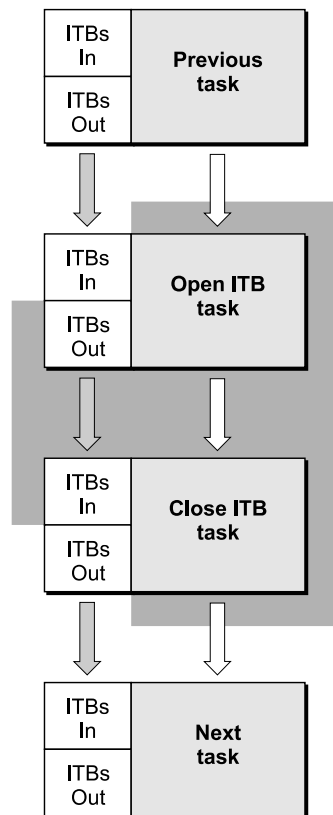 ITBs
In
ITBs
Out
Previous
task
ITBs
In
ITBs
Out
Open ITB
task
ITBs
In
ITBs
Out
Close ITB
task
ITBs
In
ITBs
Out
Next
task